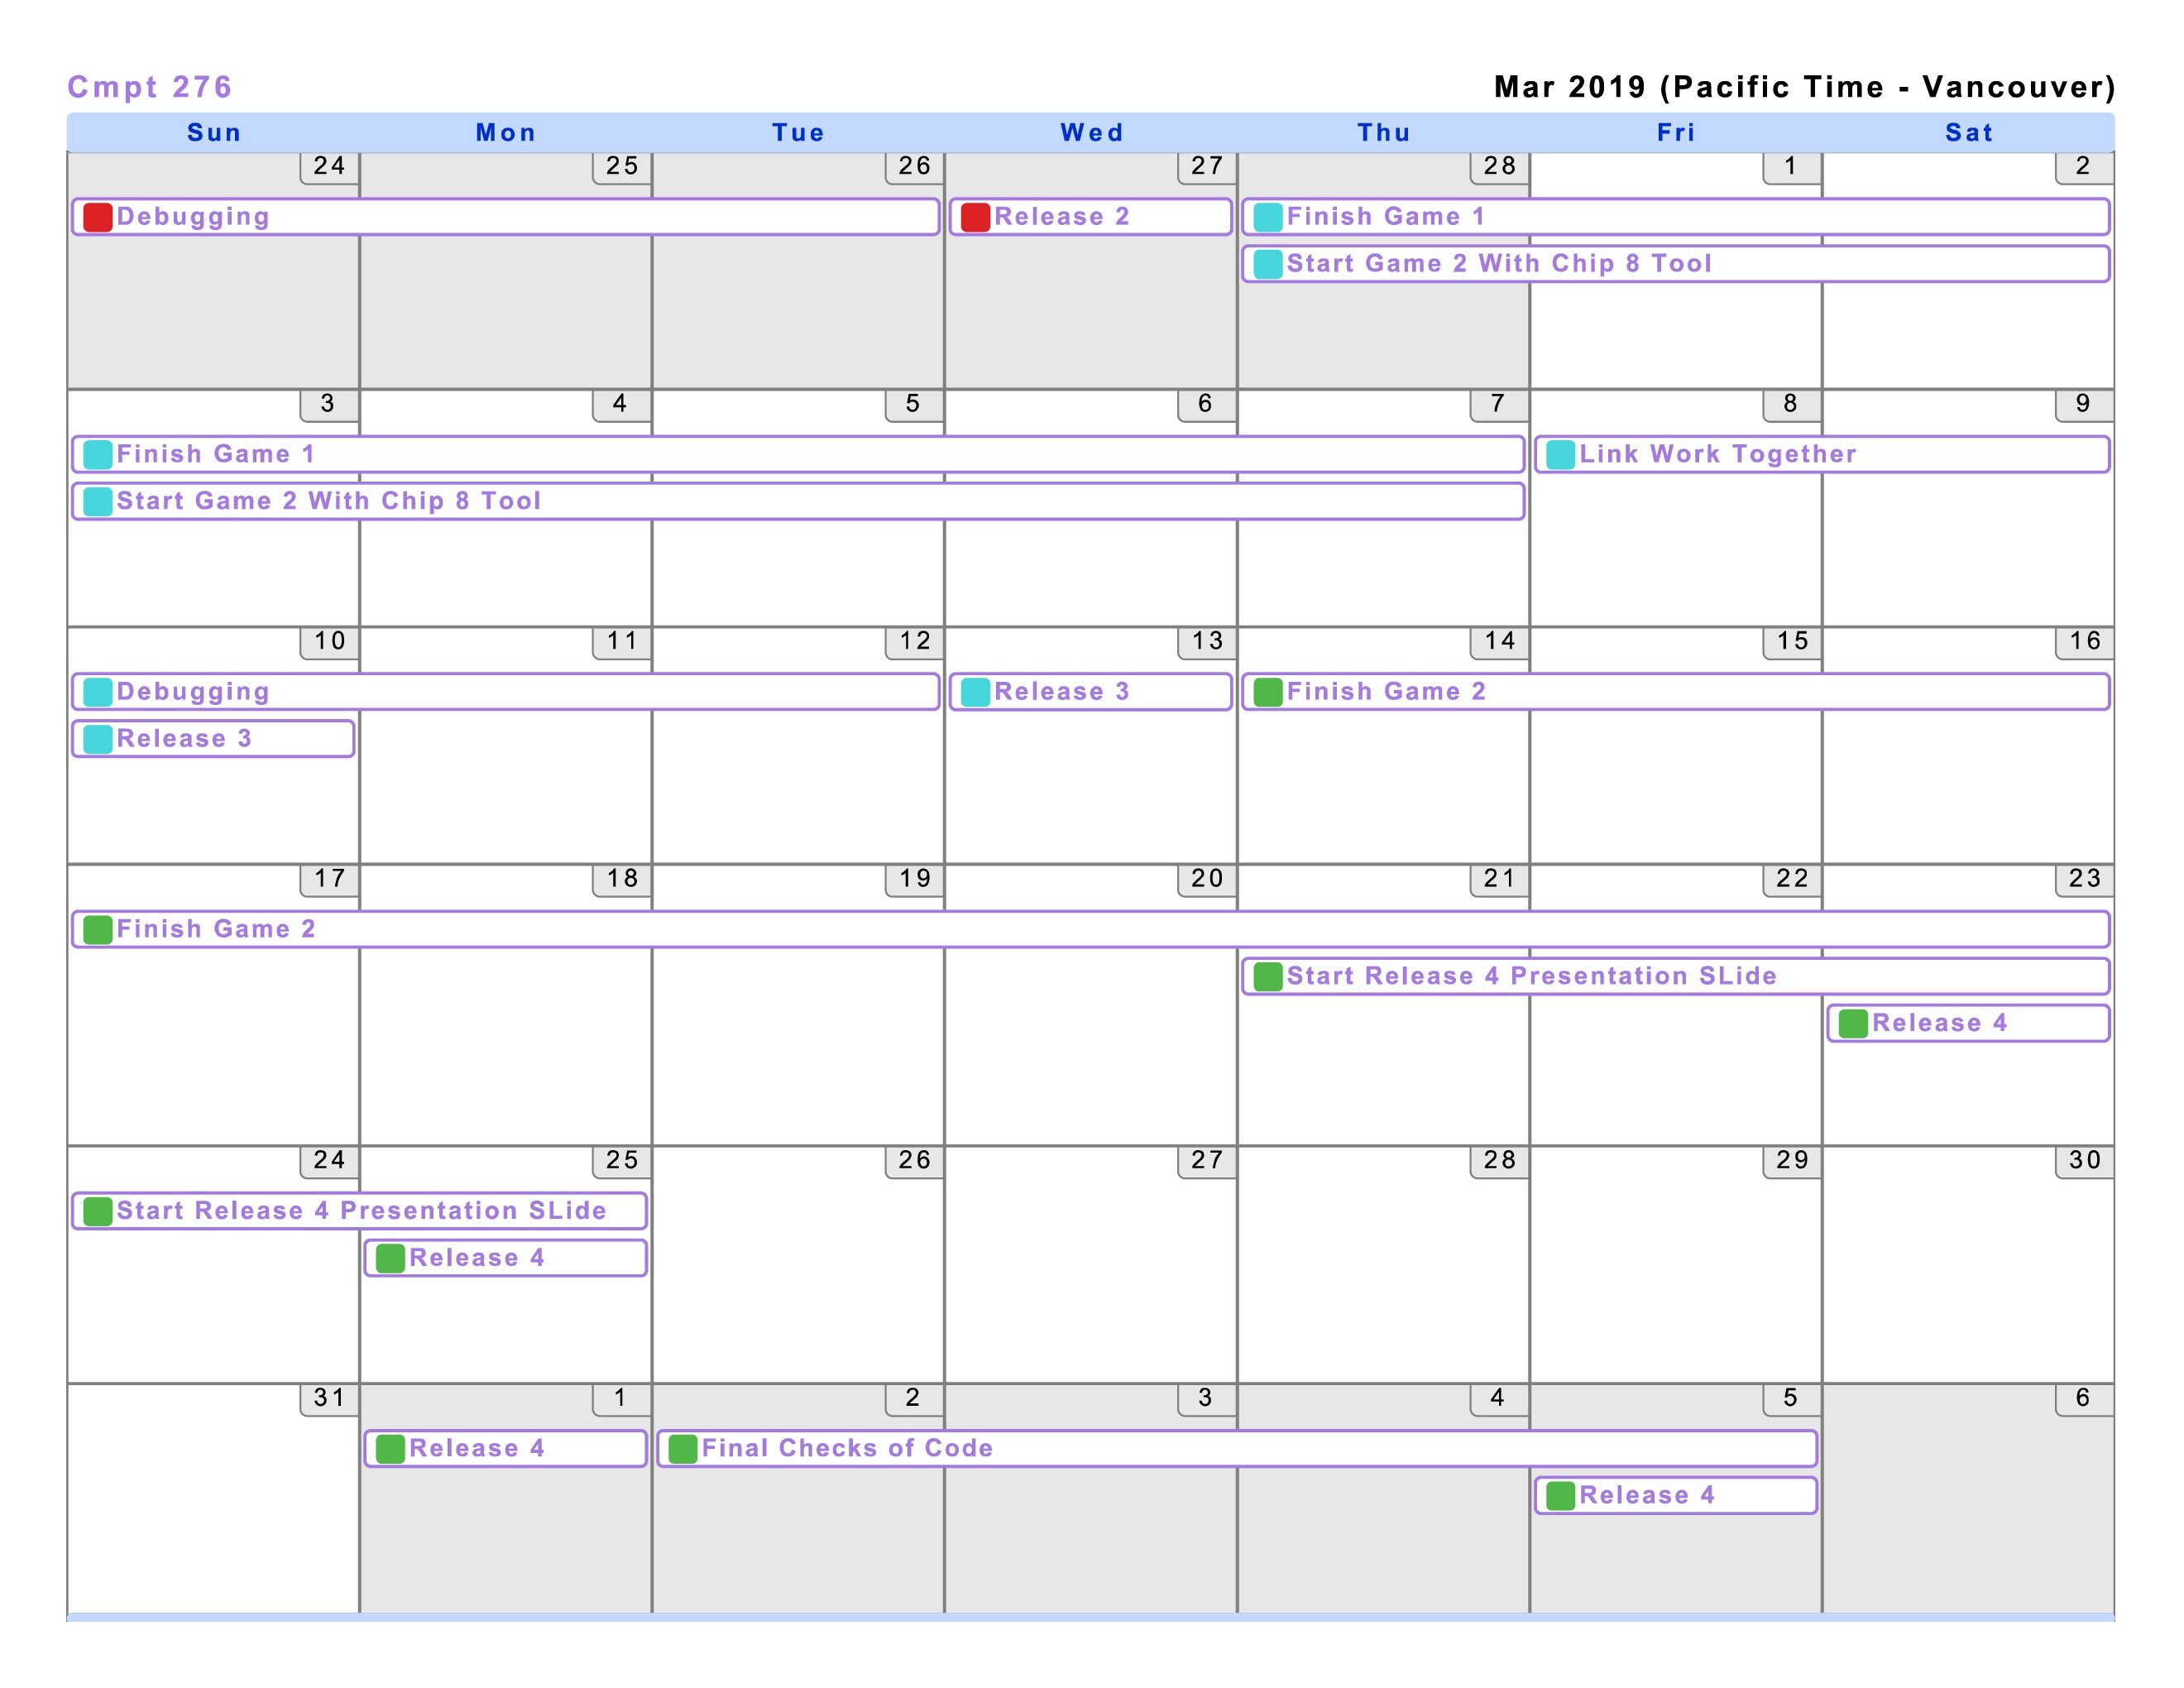 Cmpt 276 Mar 2019 (Pacific Time - Vancouver)
Sun Mon Tue Wed Thu Fri Sat
24 25 26 27 28 1 2
Debugging Release 2 Finish Game 1
Start Game 2 With Chip 8 Tool
3 4 5 6 7 8 9
Finish Game 1 Link Work Together
Start Game 2 With Chip 8 Tool
10 11 12 13 14 15 16
Debugging Release 3 Finish Game 2
Release 3
17 18 19 20 21 22 23
Finish Game 2
Start Release 4 Presentation SLide
Release 4
24 25 26 27 28 29 30
Start Release 4 Presentation SLide
Release 4
31 1 2 3 4 5 6
Release 4 Final Checks of Code
Release 4